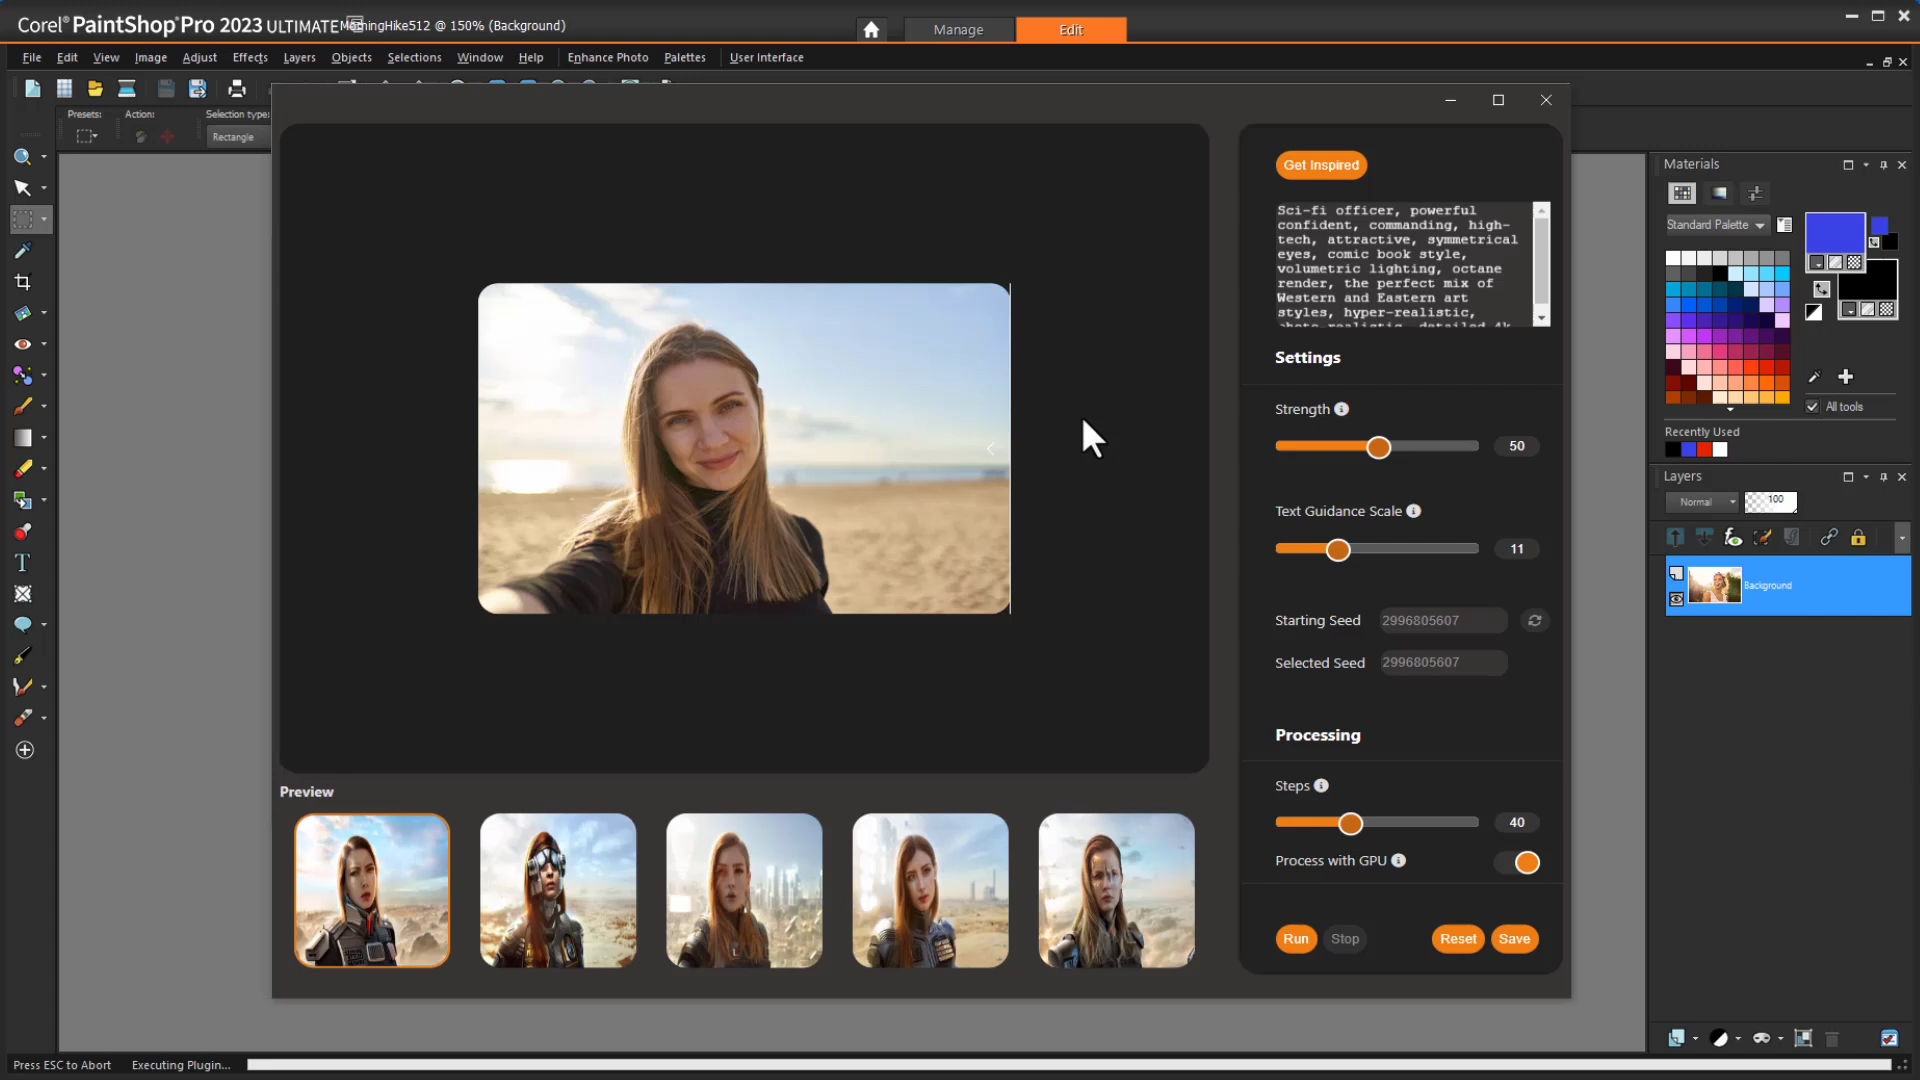 Corel® PaintShop® Pro 2023 ULTIMATE
MorningHike512 @ 150% (Background)
Manage
Edit
File Edit View Image Adjust Effects Layers Objects Selections Window Help Enhance Photo Palettes User Interface
Presets:
Action:
Selection type:
Rectangle
Get Inspired
Sci-fi officer, powerful
confident, commanding, high-
tech, attractive, symmetrical
eyes, comic book style,
volumetric lighting, octane
render, the perfect mix of
Western and Eastern art
styles, hyper-realistic,
photo-realistic, detailed 4k
Settings
Strength
50
Text Guidance Scale
11
Starting Seed 2996805607
Selected Seed 2996805607
Processing
Steps
40
Process with GPU
Run Stop Reset Save
Preview
Materials
Standard Palette
All tools
Recently Used
Layers
Normal
100
Background
Press ESC to Abort
Executing Plugin...